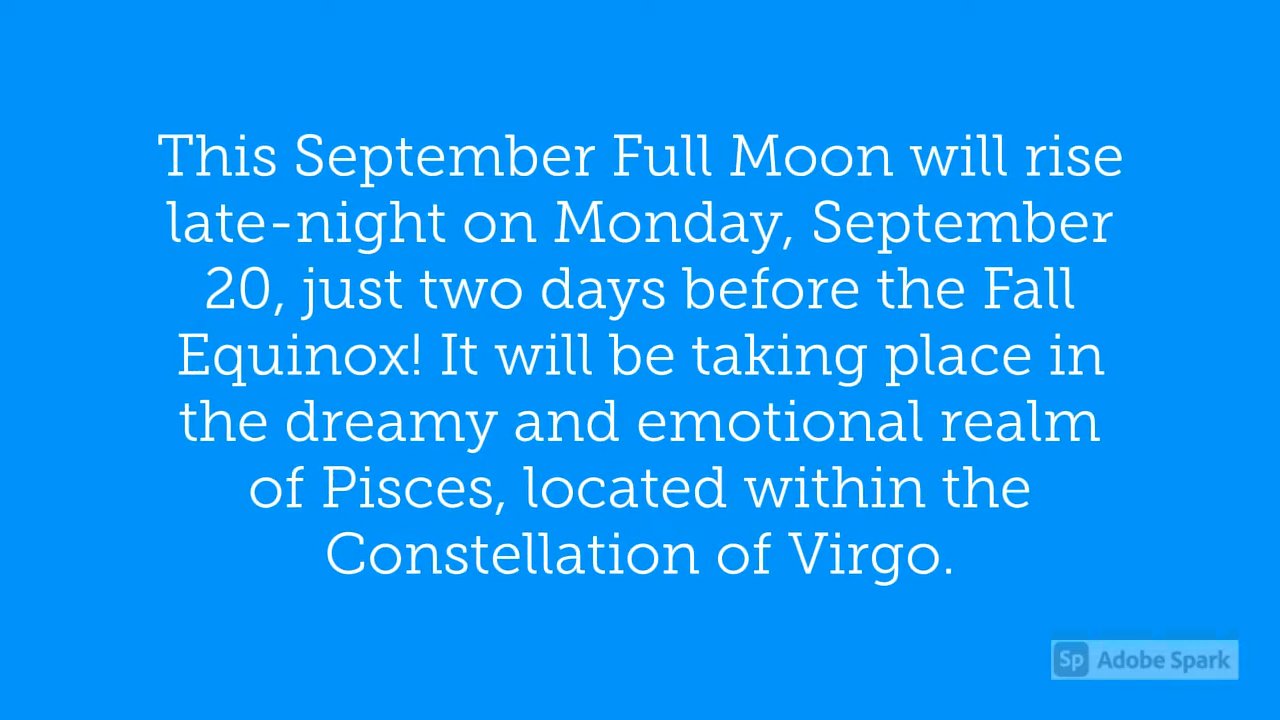 This September Full Moon will rise
late-night on Monday, September
20, just two days before the Fall
Equinox! It will be taking place in
the dreamy and emotional realm
of Pisces, located within the
Constellation of Virgo.
Sp Adobe Spark